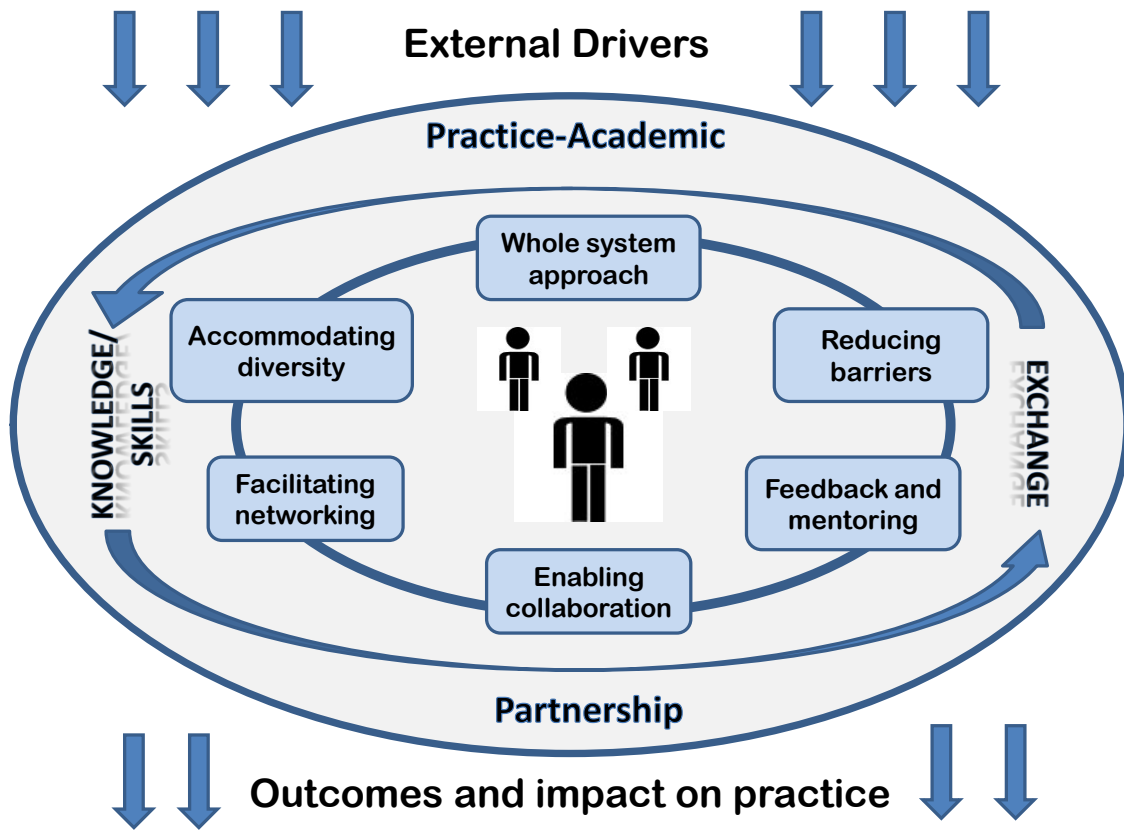 External Drivers
Practice-Academic
Whole system
approach
Accommodating
diversity
Reducing
barriers
KNOWLEDGE/
SKILLS
EXCHANGE
Facilitating
networking
Feedback and
mentoring
Enabling
collaboration
Partnership
Outcomes and impact on practice